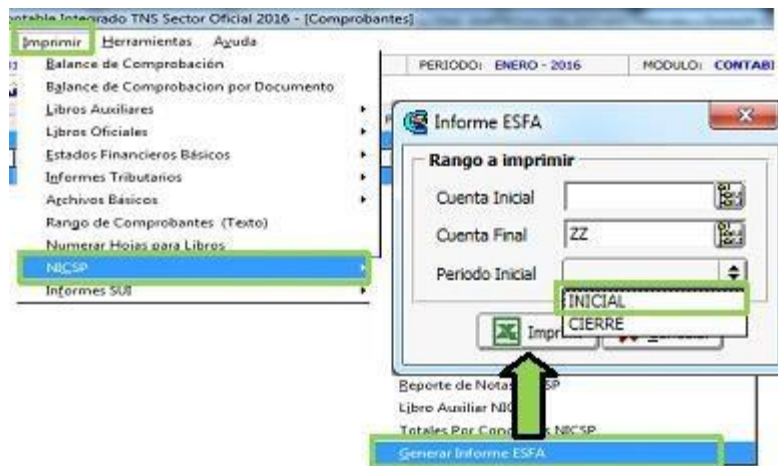 ntable Integrado TNS Sector Oficial 2016 - [Comprobantes]
Imprimir Herramientas Ayuda
Balance de Comprobación
Balance de Comprobacion por Documento
Libros Auxiliares
Libros Oficiales
Estados Financieros Básicos
Informes Tributarios
Archivos Básicos
Rango de Comprobantes (Texto)
Numerar Hojas para Libros
NICSP
Informes SUI
PERIODO: ENERO - 2016 MODULO: CONTABI
Informe ESFA
Rango a imprimir
Cuenta Inicial
Cuenta Final ZZ
Periodo Inicial
INICIAL
CIERRE
Impr
Reporte de Notas SP
Libro Auxiliar NIC
Totales Por Conc NICSP
Generar Informe ESFA